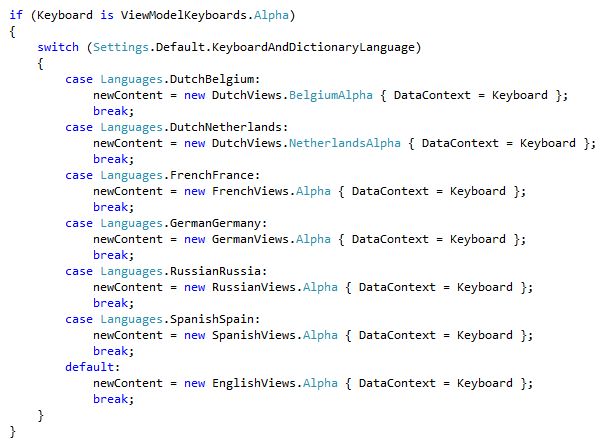 if (Keyboard is ViewModelKeyboards.Alpha)
{
    switch (Settings.Default.KeyboardAndDictionaryLanguage)
    {
        case Languages.DutchBelgium:
            newContent = new DutchViews.BelgiumAlpha { DataContext = Keyboard };
            break;
        case Languages.DutchNetherlands:
            newContent = new DutchViews.NetherlandsAlpha { DataContext = Keyboard };
            break;
        case Languages.FrenchFrance:
            newContent = new FrenchViews.Alpha { DataContext = Keyboard };
            break;
        case Languages.GermanGermany:
            newContent = new GermanViews.Alpha { DataContext = Keyboard };
            break;
        case Languages.RussianRussia:
            newContent = new RussianViews.Alpha { DataContext = Keyboard };
            break;
        case Languages.SpanishSpain:
            newContent = new SpanishViews.Alpha { DataContext = Keyboard };
            break;
        default:
            newContent = new EnglishViews.Alpha { DataContext = Keyboard };
            break;
    }
}